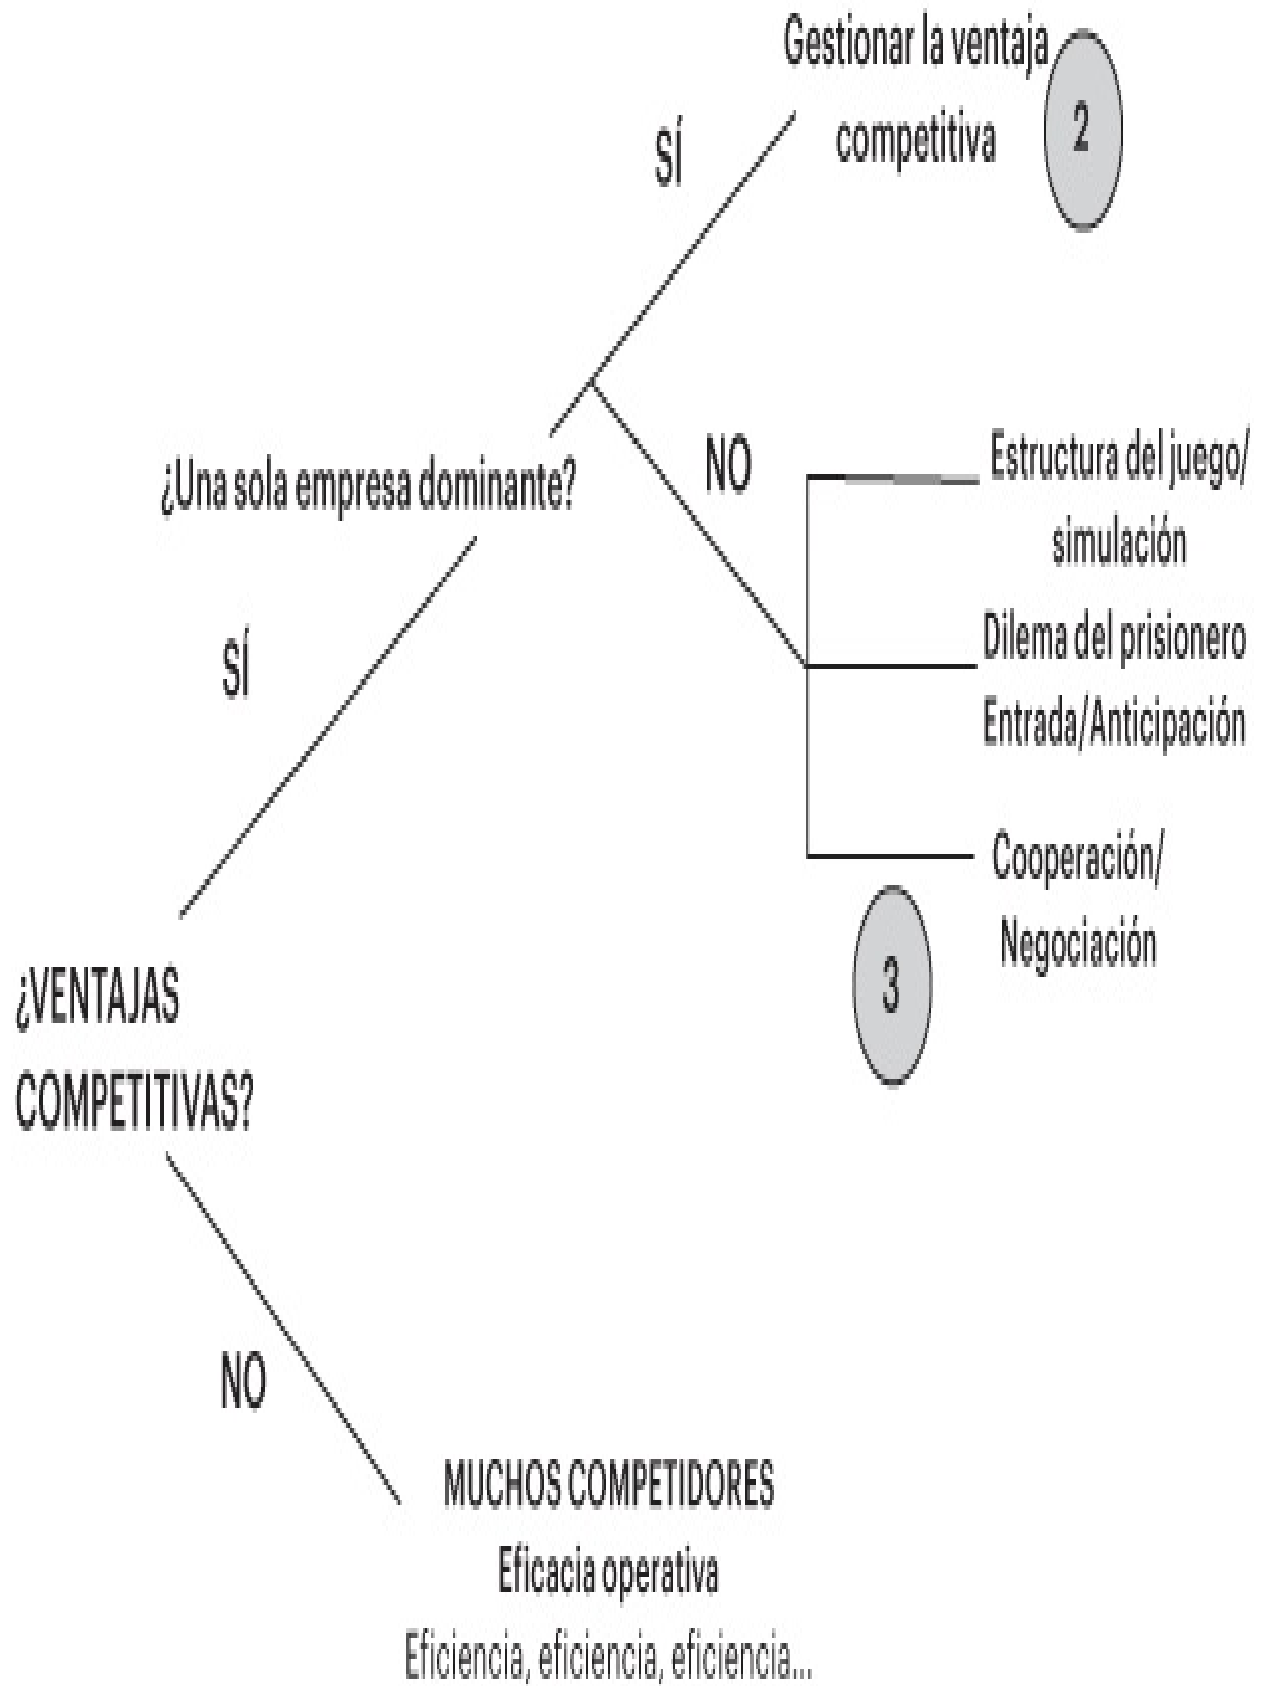 Gestionar la ventaja
competitiva
2
SÍ
¿Una sola empresa dominante?
NO
Estructura del juego/
simulación
Dilema del prisionero
Entrada/Anticipación
Cooperación/
Negociación
3
SÍ
¿VENTAJAS
COMPETITIVAS?
NO
MUCHOS COMPETIDORES
Eficacia operativa
Eficiencia, eficiencia, eficiencia...